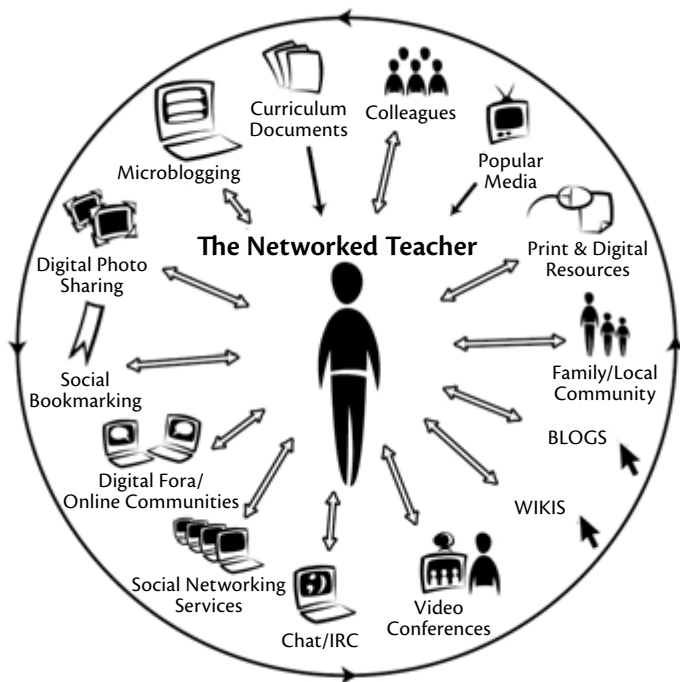 Curriculum
Documents
Colleagues
Microblogging
Popular
Media
The Networked Teacher
Digital Photo
Sharing
Print & Digital
Resources
Social
Bookmarking
Family/Local
Community
BLOGS
Digital Fora/
Online Communities
WIKIS
Social Networking
Services
Chat/IRC
Video
Conferences